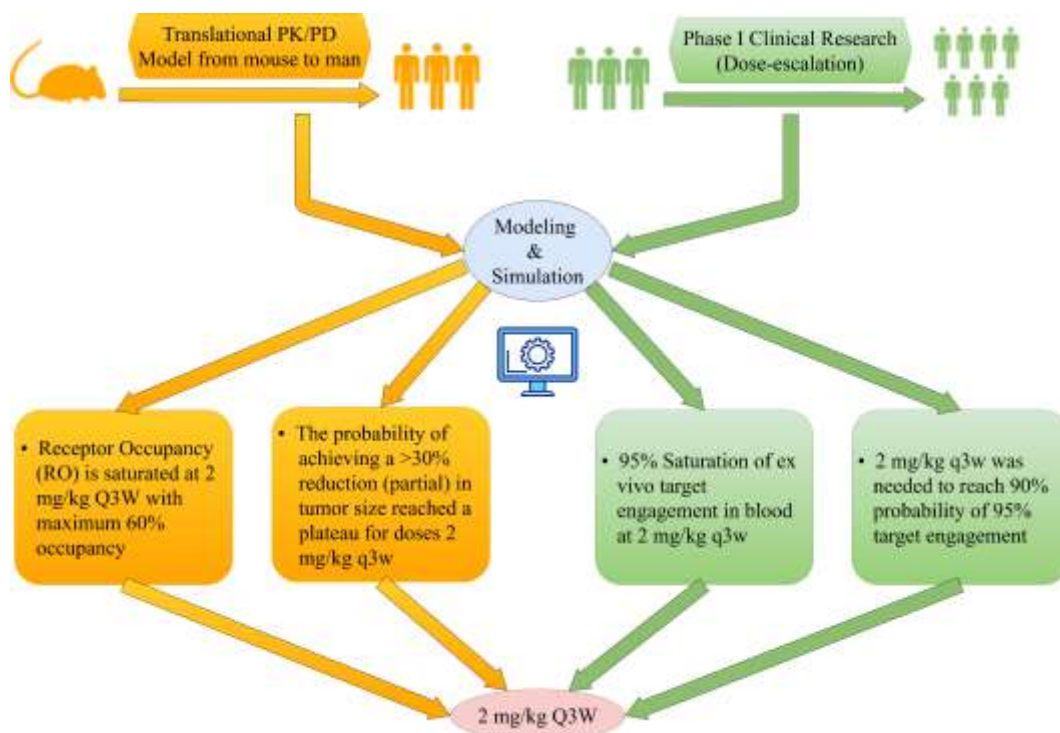 Translational PK/PD
Model from mouse to man
Phase I Clinical Research
(Dose-escalation)
Modeling
&
Simulation
• Receptor Occupancy
(RO) is saturated at 2
mg/kg Q3W with
maximum 60%
occupancy
• The probability of
achieving a >30%
reduction (partial) in
tumor size reached a
plateau for doses 2
mg/kg q3w
• 95% Saturation of ex
vivo target
engagement in blood
at 2 mg/kg q3w
• 2 mg/kg q3w was
needed to reach 90%
probability of 95%
target engagement
2 mg/kg Q3W